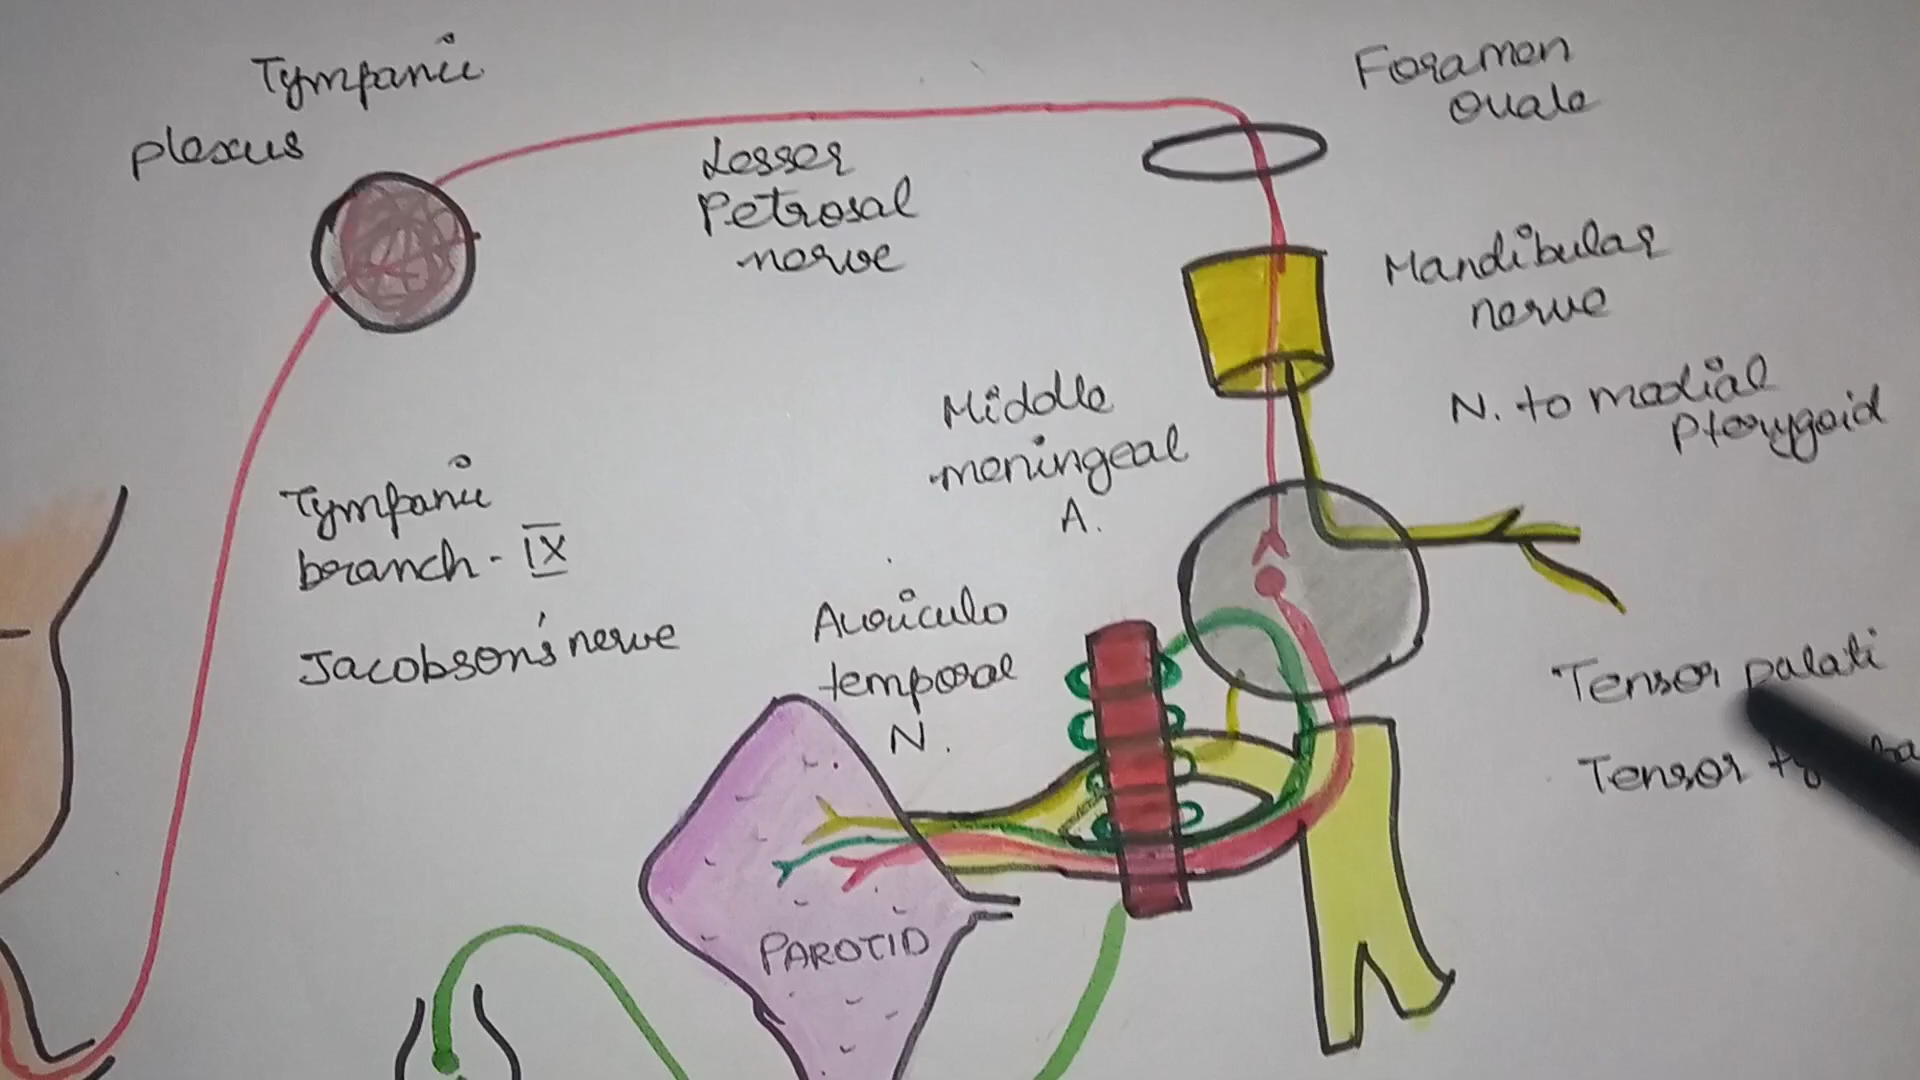 Tympanic
plexus
Lesser
Petrosal
nerve
Foramen
ovale
Mandibular
nerve
N. to medial
Pterygoid
Middle
meningeal
A.
Tympanic
branch - IX
Jacobson's nerve
Auriculo
temporal
N.
Tensor palati
Tensor
PAROTID